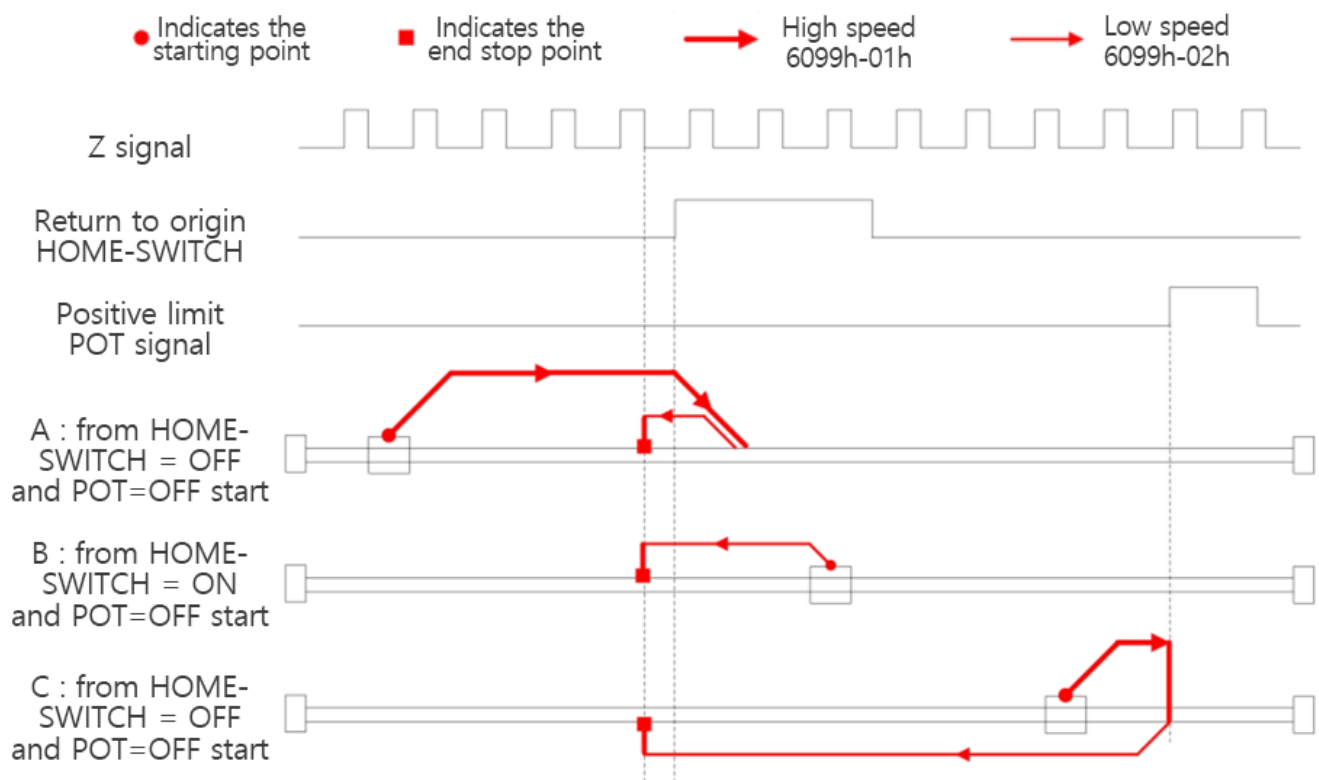 Indicates the
starting point
Indicates the
end stop point
High speed
6099h-01h
Low speed
6099h-02h
Z signal
Return to origin
HOME-SWITCH
Positive limit
POT signal
A : from HOME-
SWITCH = OFF
and POT=OFF start
B : from HOME-
SWITCH = ON
and POT=OFF start
C : from HOME-
SWITCH = OFF
and POT=OFF start